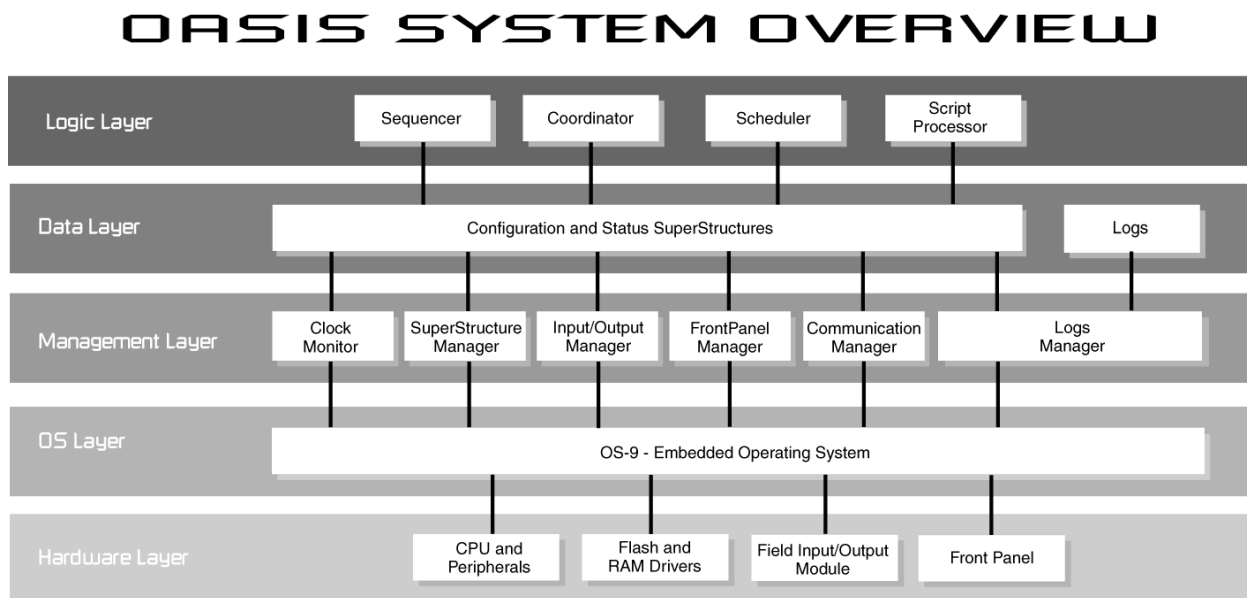 OASIS SYSTEM OVERVIEW
Logic Layer
Sequencer
Coordinator
Scheduler
Script
Processor
Data Layer
Configuration and Status SuperStructures
Logs
Management Layer
Clock
Monitor
SuperStructure
Manager
Input/Output
Manager
FrontPanel
Manager
Communication
Manager
Logs
Manager
OS Layer
OS-9 - Embedded Operating System
Hardware Layer
CPU and
Peripherals
Flash and
RAM Drivers
Field Input/Output
Module
Front Panel